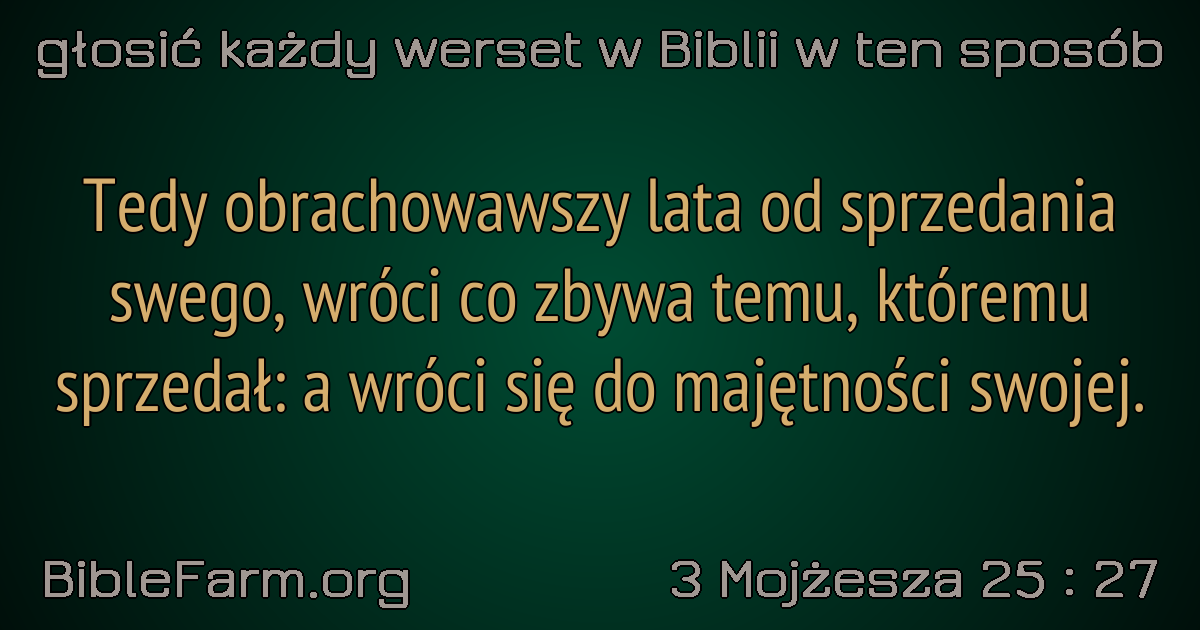 głosić każdy werset w Biblii w ten sposób
Tedy obrachowawszy lata od sprzedania
swego, wróci co zbywa temu, któremu
sprzedał: a wróci się do majętności swojej.
BibleFarm.org
3 Mojżesza 25 : 27